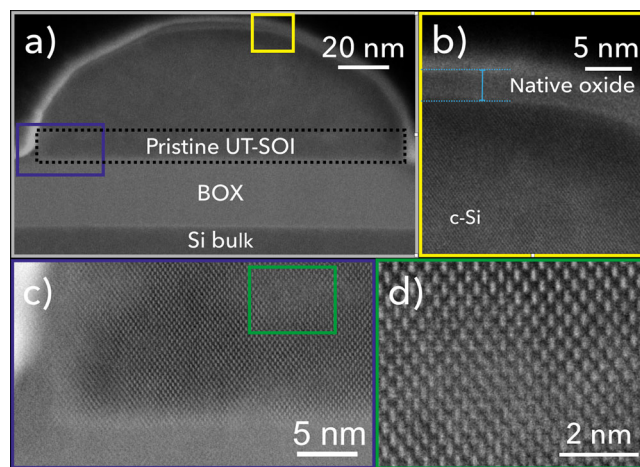 a)
20 nm
Pristine UT-SOI
BOX
Si bulk
b)
5 nm
Native oxide
c-Si
c)
5 nm
d)
2 nm